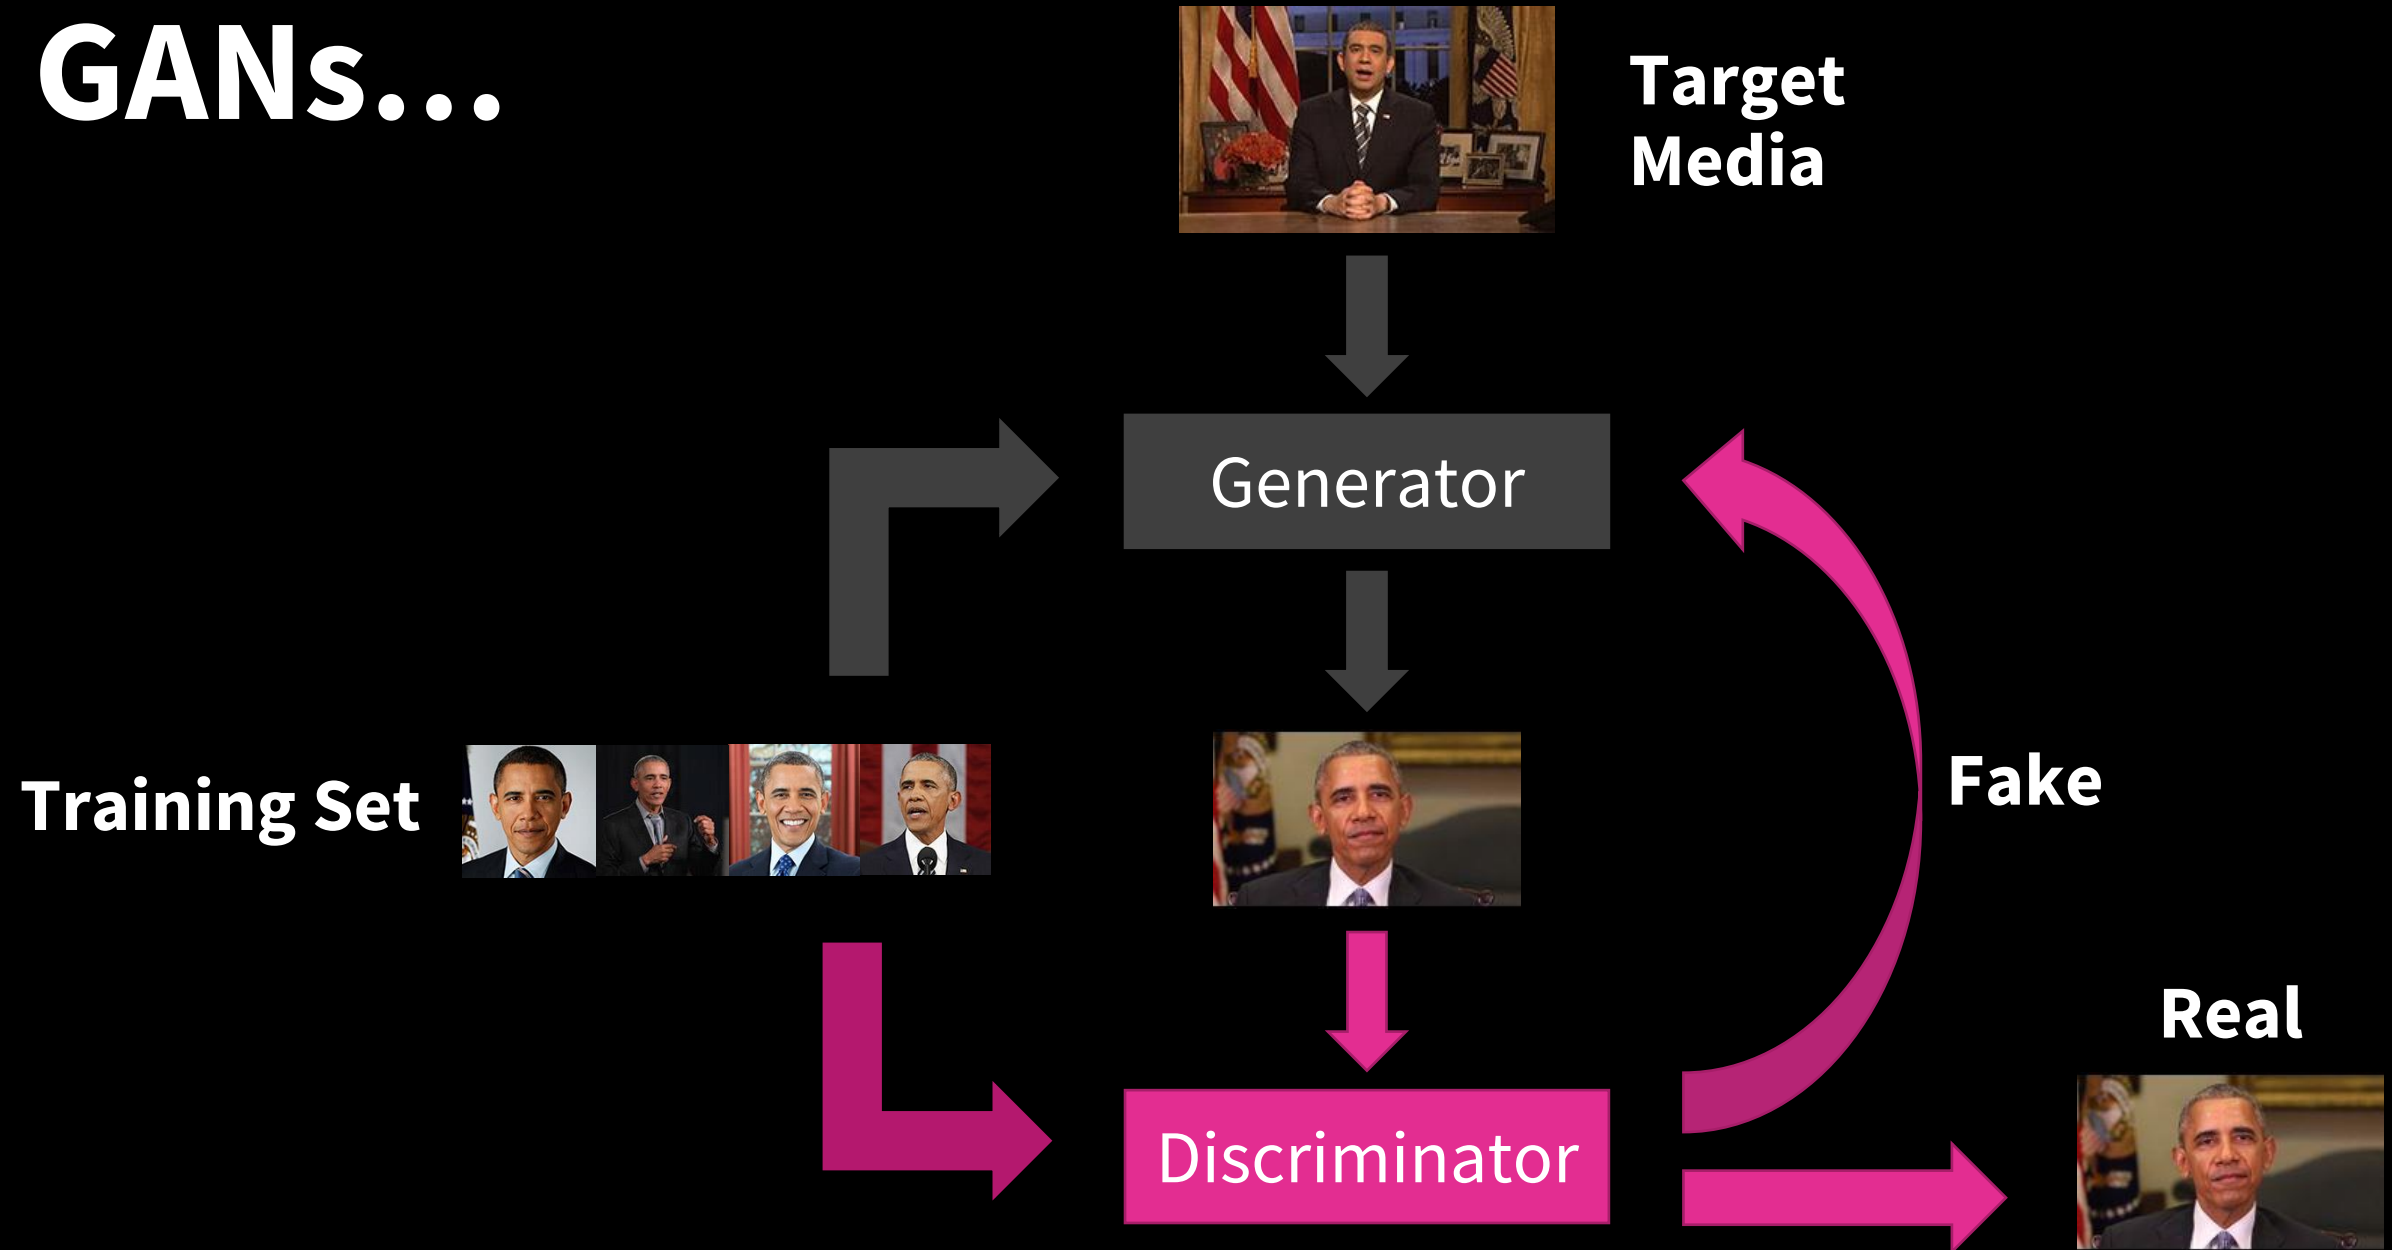 GANs...
Target
Media
Generator
Training Set
Fake
Real
Discriminator